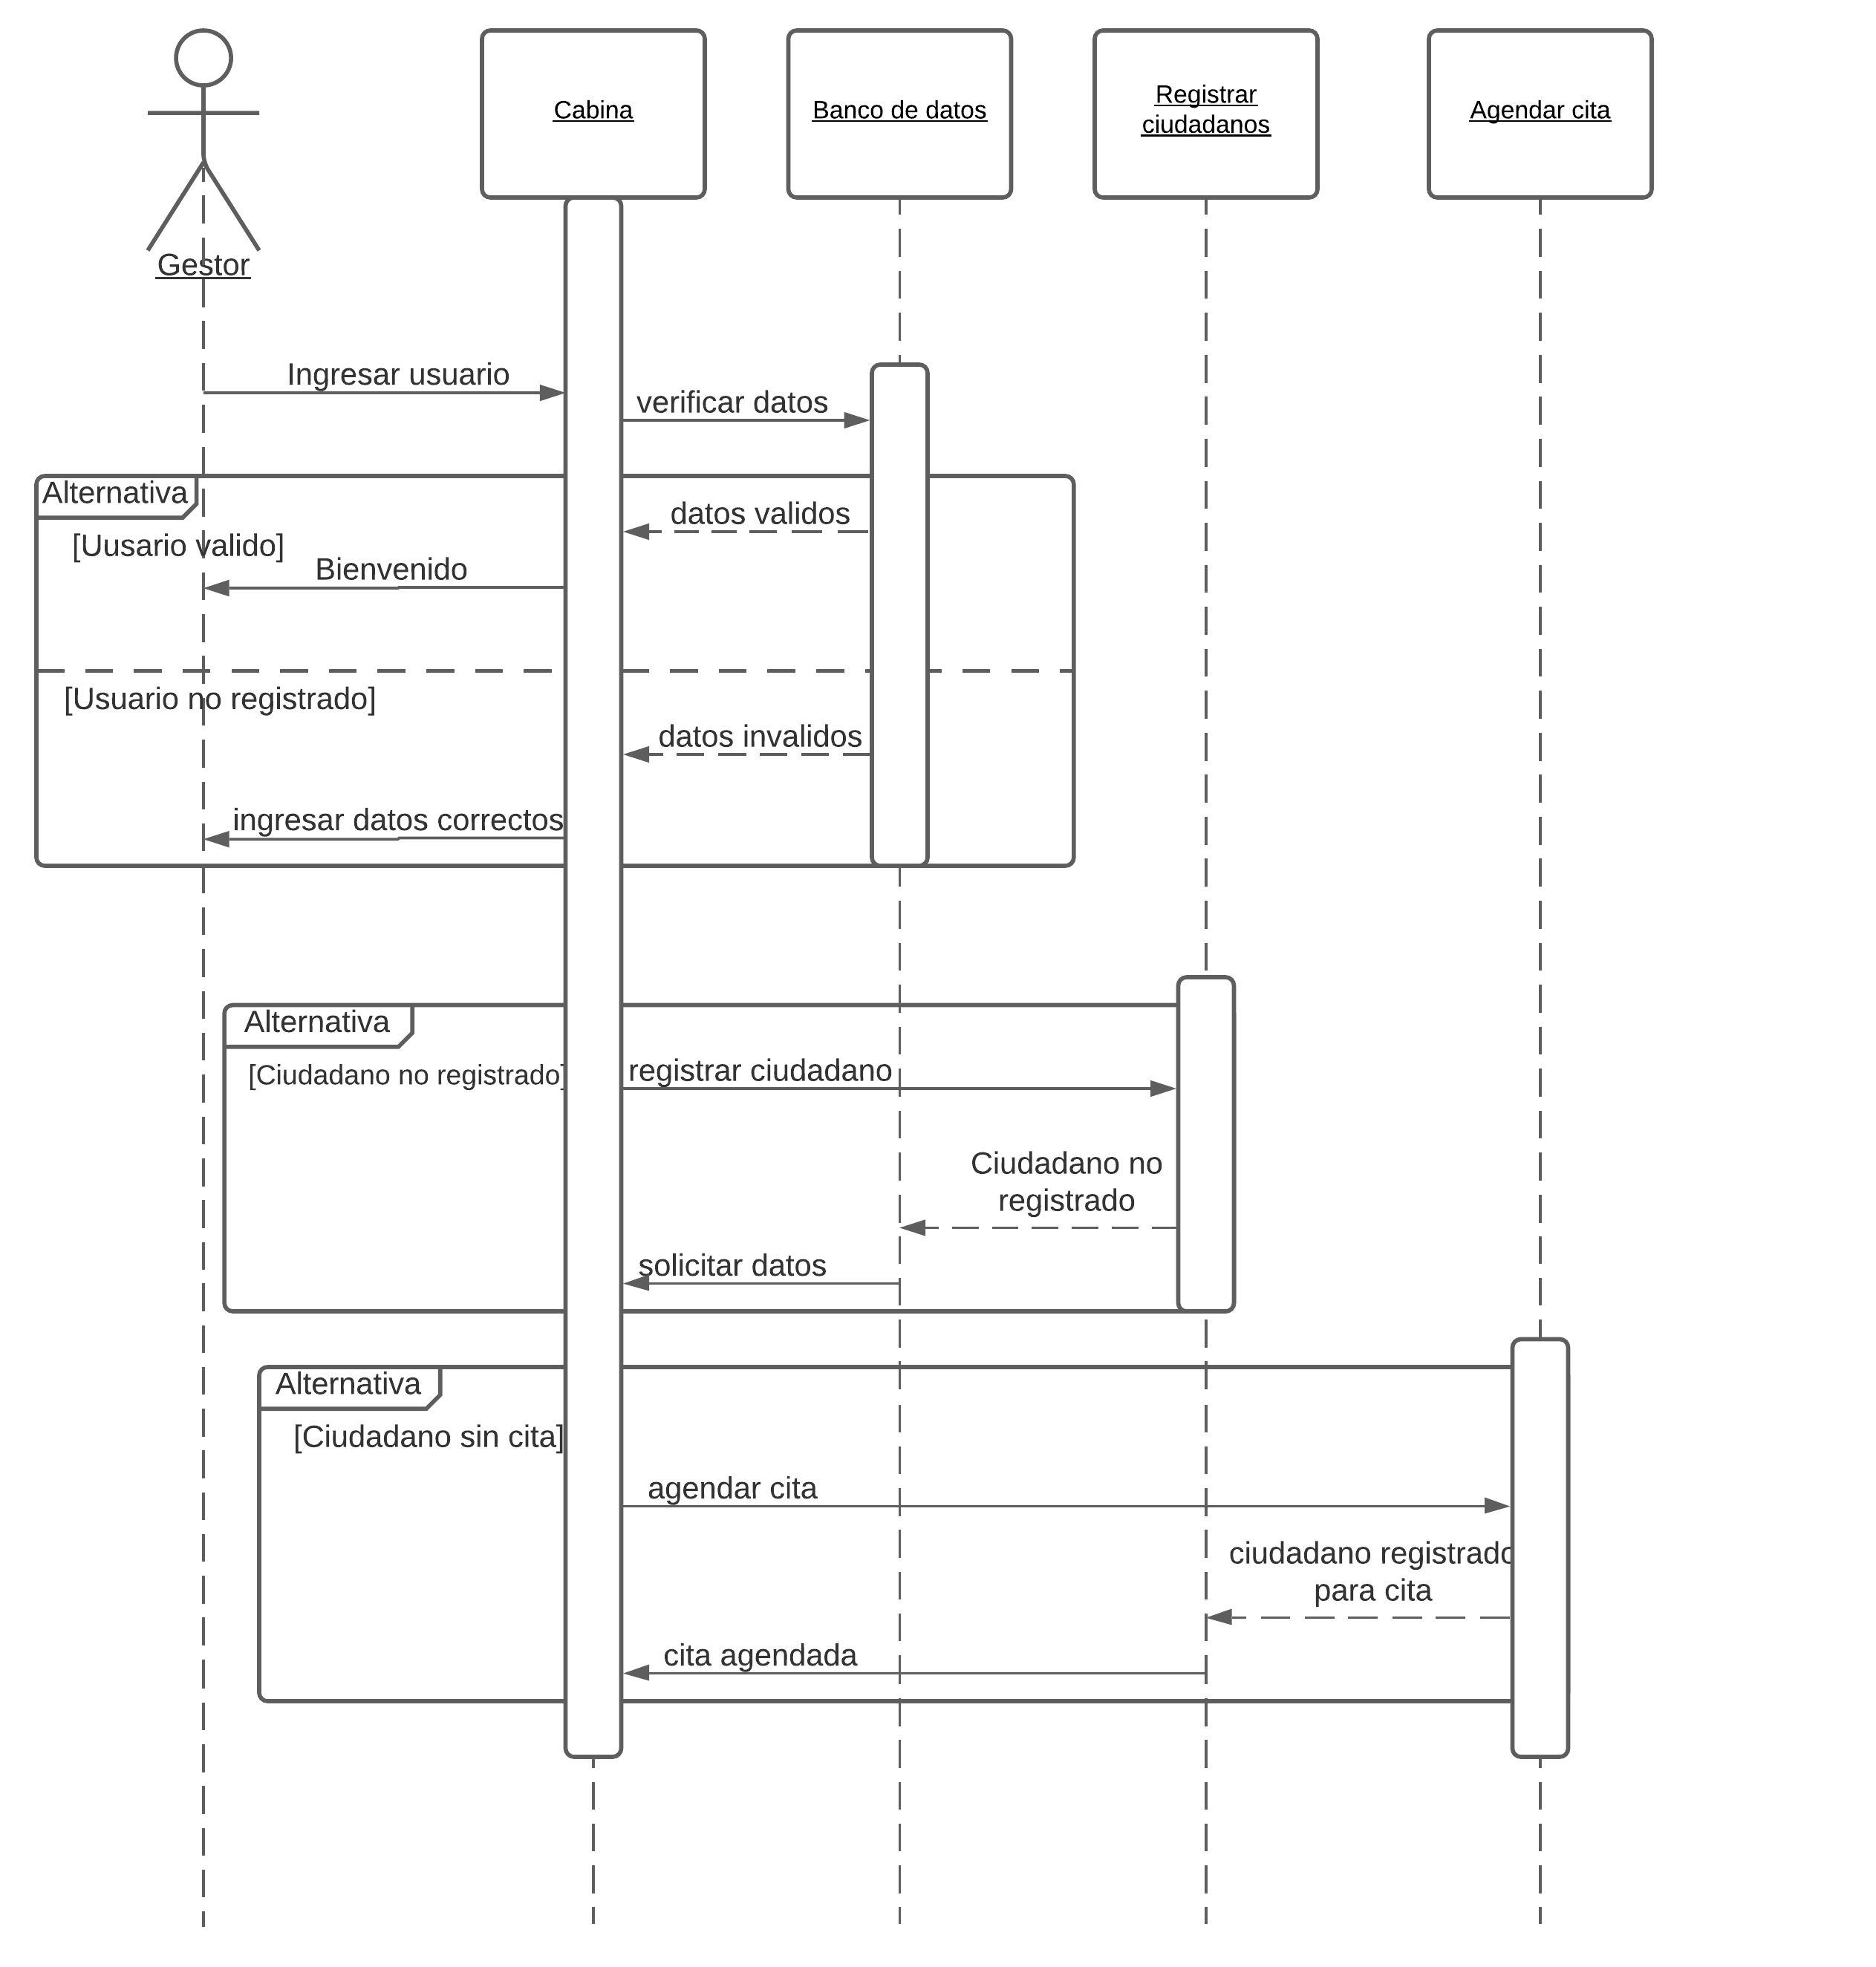 Cabina
Banco de datos
Registrar
ciudadanos
Agendar cita
Gestor
Ingresar usuario
verificar datos
Alternativa
datos validos
[Uusario valido]
Bienvenido
[Usuario no registrado]
datos invalidos
ingresar datos correctos
Alternativa
[Ciudadano no registrado]
registrar ciudadano
Ciudadano no
registrado
solicitar datos
Alternativa
[Ciudadano sin cita]
agendar cita
ciudadano registrado
para cita
cita agendada